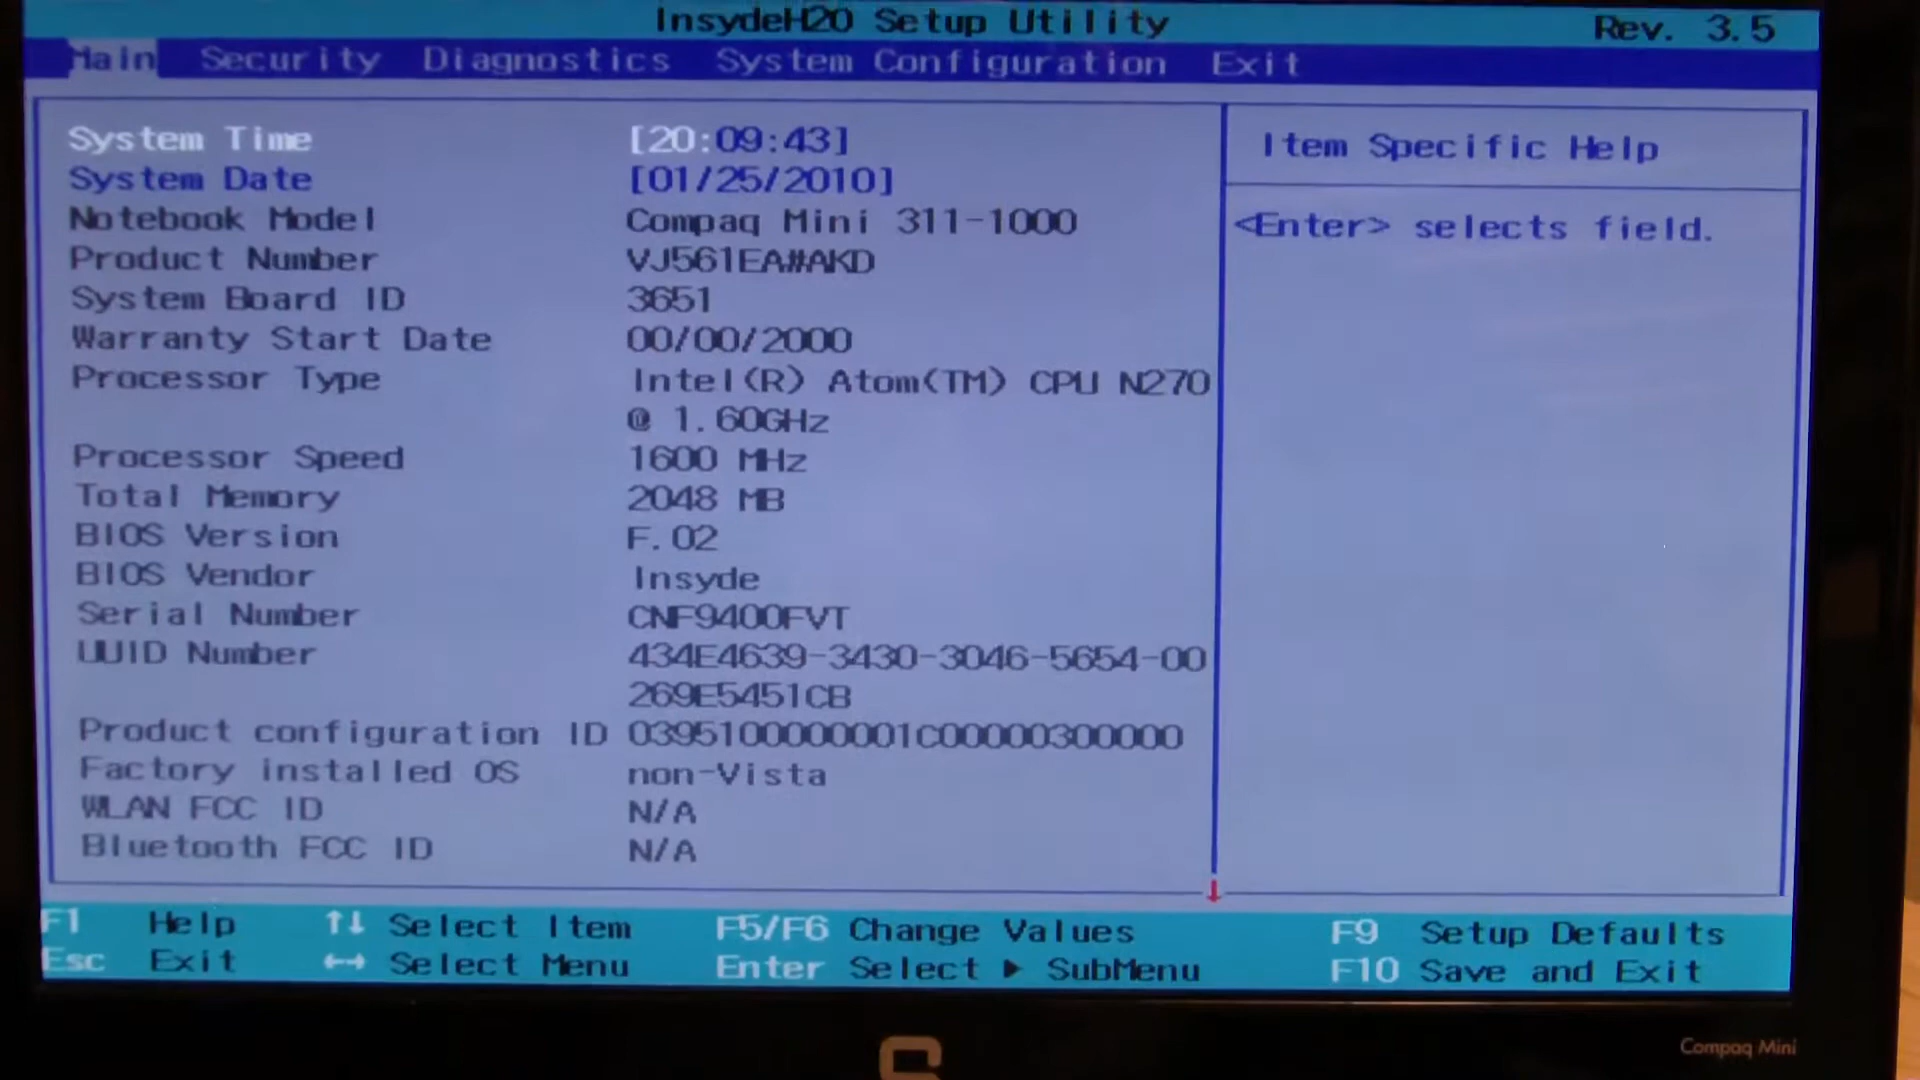 InsydeH2O Setup Utility Rev. 3.5
Main Security Diagnostics System Configuration Exit
System Time [20:09:43]
System Date [01/25/2010]
Notebook Model Compaq Mini 311-1000
Product Number VJ561EA#AKD
System Board ID 3651
Warranty Start Date 00/00/2000
Processor Type Intel(R) Atom(TM) CPU N270
@ 1.60GHz
Processor Speed 1600 MHz
Total Memory 2048 MB
BIOS Version F.02
BIOS Vendor Insyde
Serial Number CNF9400FVT
UUID Number 434E4639-3430-3046-5654-00
269E5451CB
Product configuration ID 0395100000001C00000300000
Factory installed OS non-Vista
WLAN FCC ID N/A
Bluetooth FCC ID N/A
Item Specific Help
<Enter> selects field.
F1 Help ↑↓ Select Item F5/F6 Change Values F9 Setup Defaults
Esc Exit ↔ Select Menu Enter Select ▶ SubMenu F10 Save and Exit
Compaq Mini